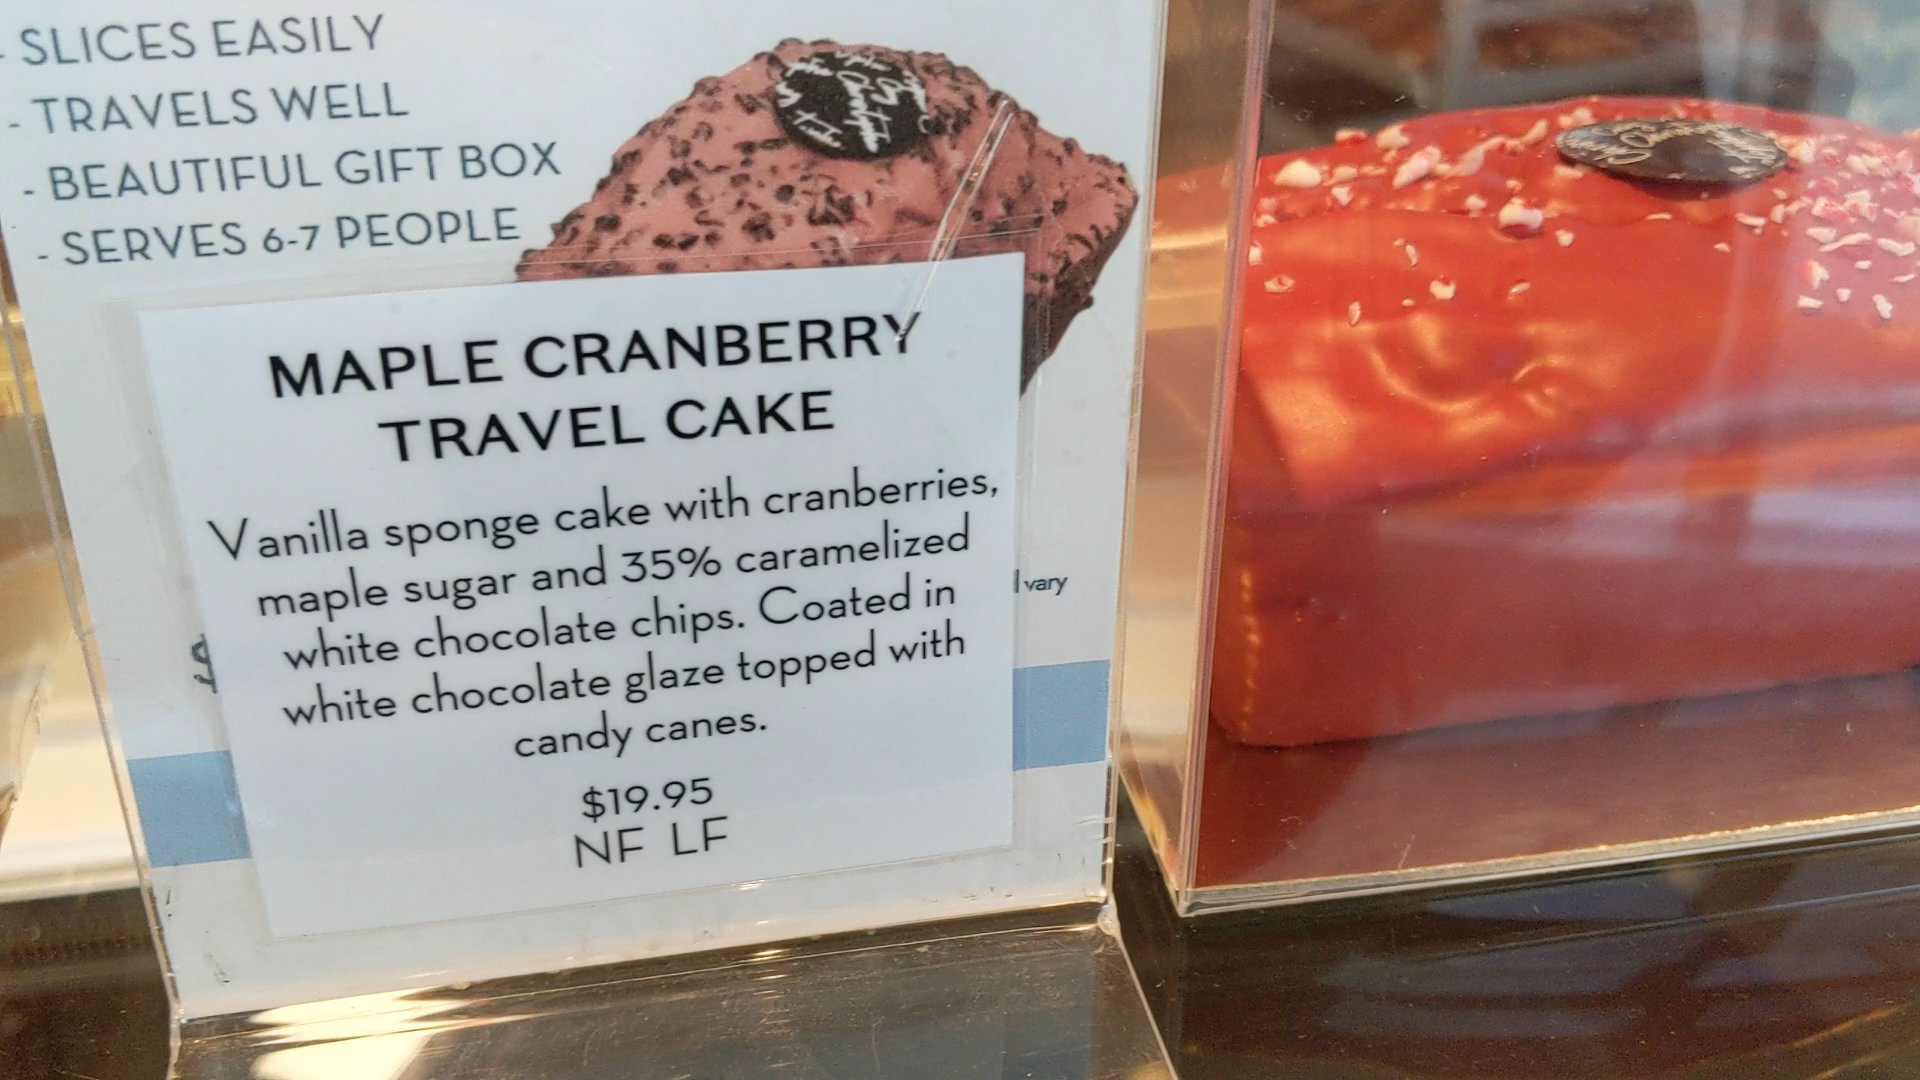 - SLICES EASILY
- TRAVELS WELL
- BEAUTIFUL GIFT BOX
- SERVES 6-7 PEOPLE
MAPLE CRANBERRY
TRAVEL CAKE
Vanilla sponge cake with cranberries,
maple sugar and 35% caramelized
white chocolate chips. Coated in
white chocolate glaze topped with
candy canes.
$19.95
NF LF
vary
$